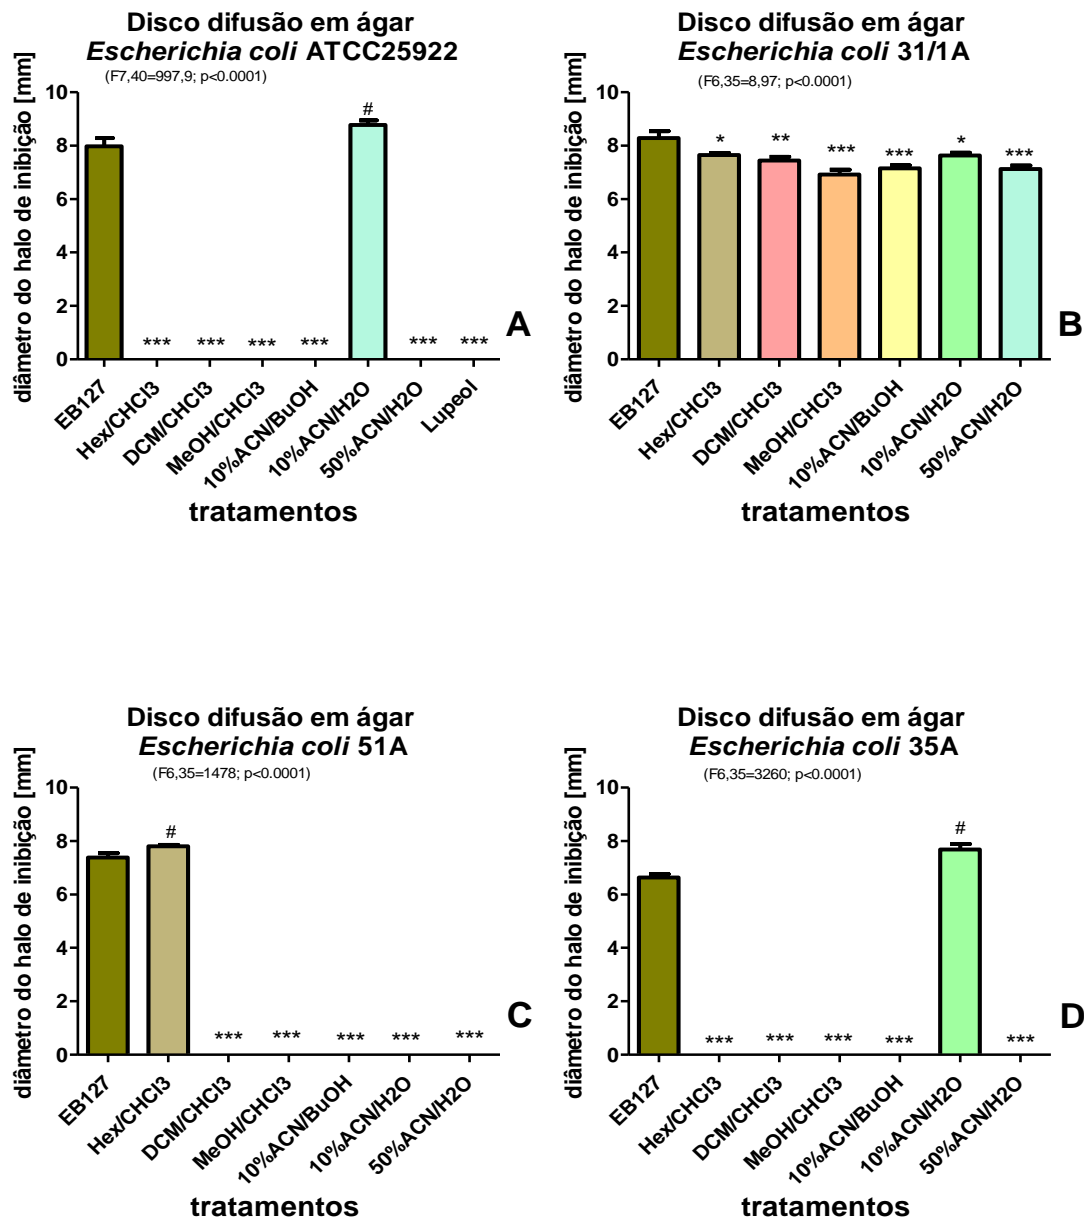 Disco difusão em ágar
Escherichia coli ATCC25922
(F7,40=997,9; p<0.0001)
diâmetro do halo de inibição [mm]
10
8
6
4
2
0
#
***
***
***
***
***
***
A
EB127
Hex/CHCl3
DCM/CHCl3
MeOH/CHCl3
10%ACN/BuOH
10%ACN/H2O
50%ACN/H2O
Lupeol
tratamentos
Disco difusão em ágar
Escherichia coli 31/1A
(F6,35=8,97; p<0.0001)
diâmetro do halo de inibição [mm]
10
8
6
4
2
0
*
**
***
***
*
***
B
EB127
Hex/CHCl3
DCM/CHCl3
MeOH/CHCl3
10%ACN/BuOH
10%ACN/H2O
50%ACN/H2O
tratamentos
Disco difusão em ágar
Escherichia coli 51A
(F6,35=1478; p<0.0001)
diâmetro do halo de inibição [mm]
10
8
6
4
2
0
#
***
***
***
***
***
C
EB127
Hex/CHCl3
DCM/CHCl3
MeOH/CHCl3
10%ACN/BuOH
10%ACN/H2O
50%ACN/H2O
tratamentos
Disco difusão em ágar
Escherichia coli 35A
(F6,35=3260; p<0.0001)
diâmetro do halo de inibição [mm]
10
8
6
4
2
0
***
***
***
***
#
***
D
EB127
Hex/CHCl3
DCM/CHCl3
MeOH/CHCl3
10%ACN/BuOH
10%ACN/H2O
50%ACN/H2O
tratamentos